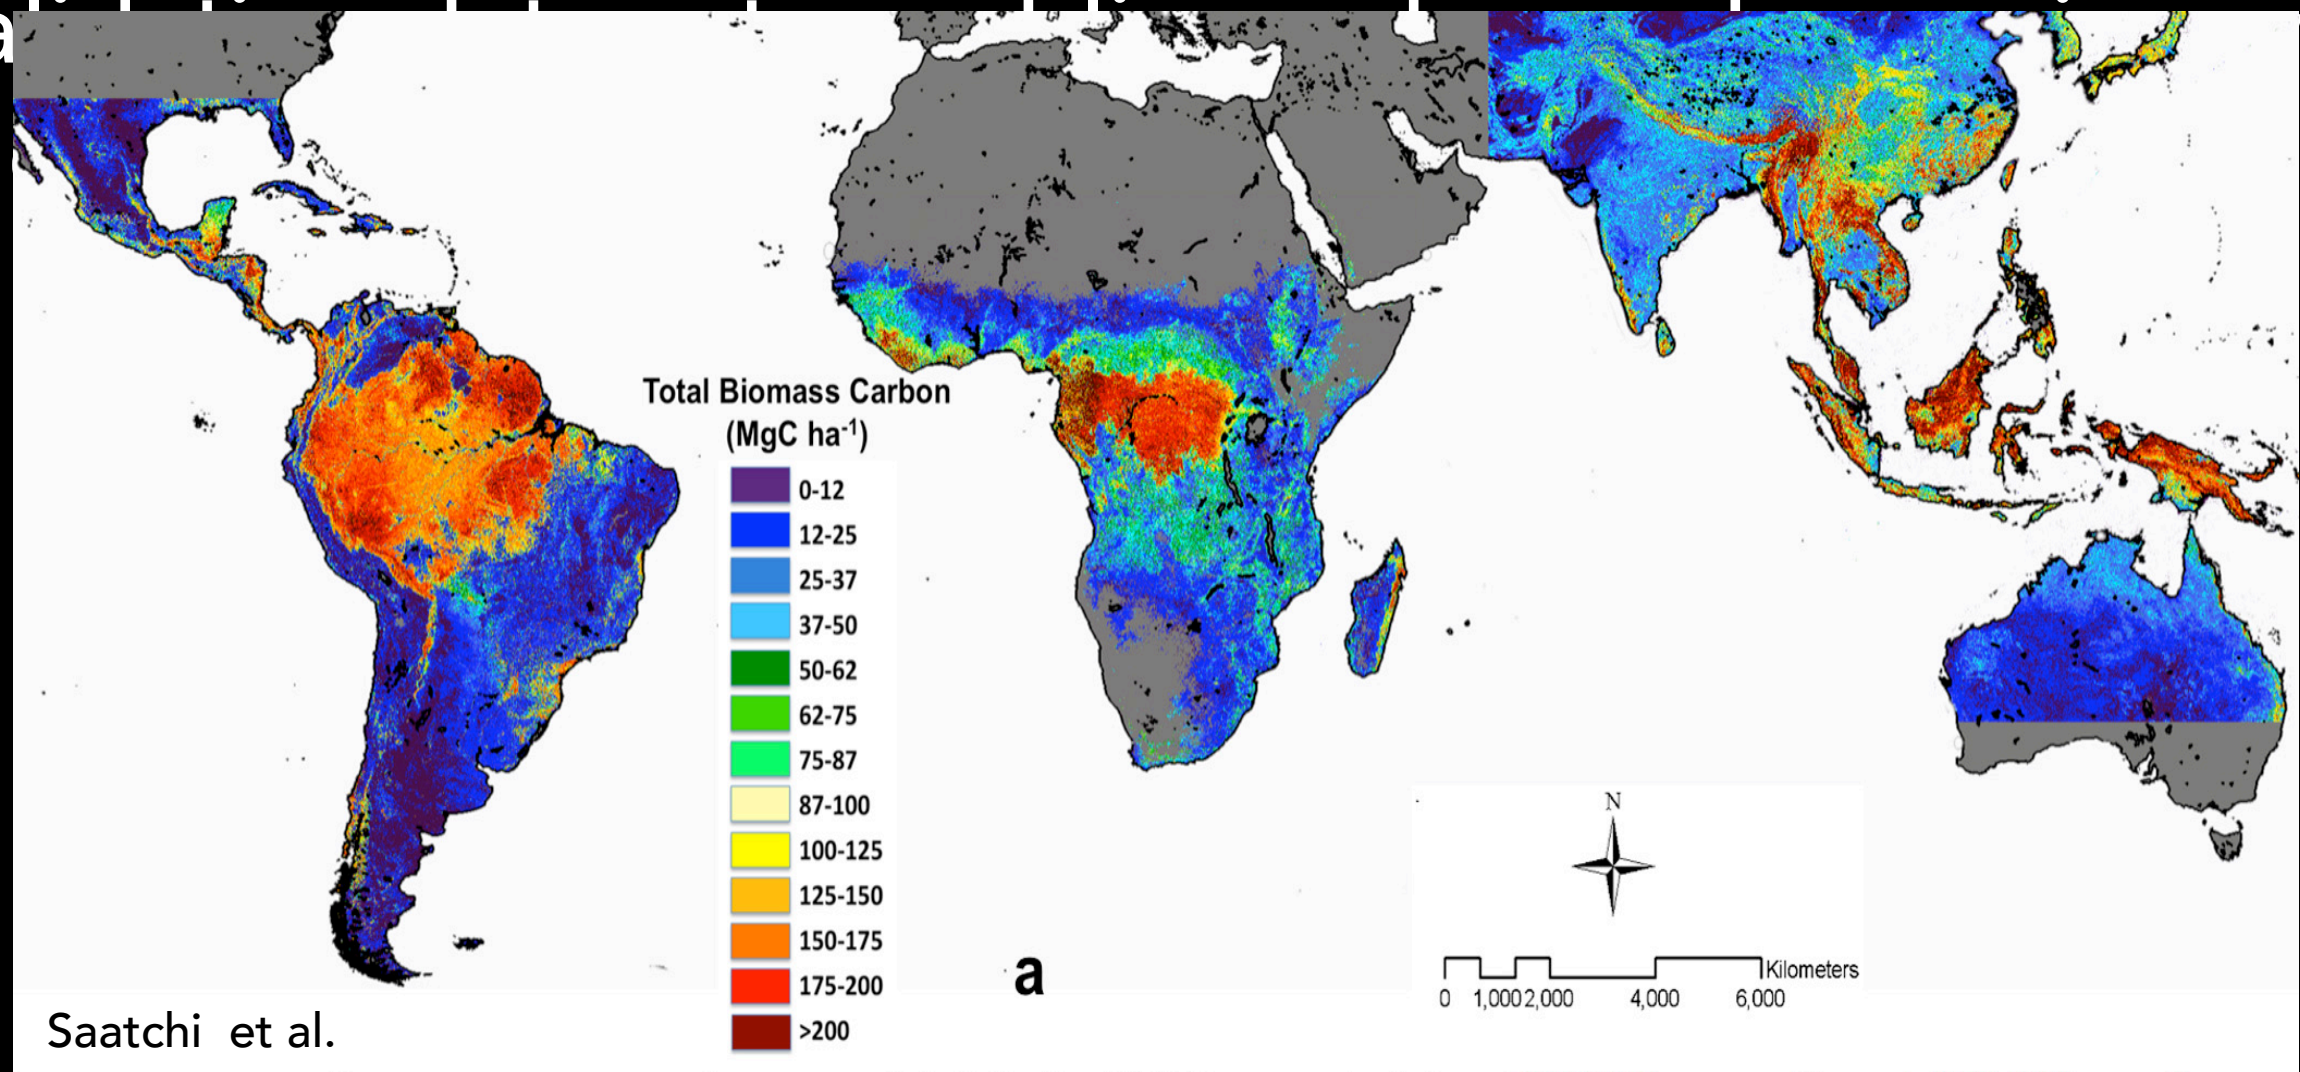 Total Biomass Carbon
(MgC ha-1)
0-12
12-25
25-37
37-50
50-62
62-75
75-87
87-100
100-125
125-150
150-175
175-200
>200
N
a
Kilometers
0 1,000 2,000 4,000 6,000
Saatchi et al.